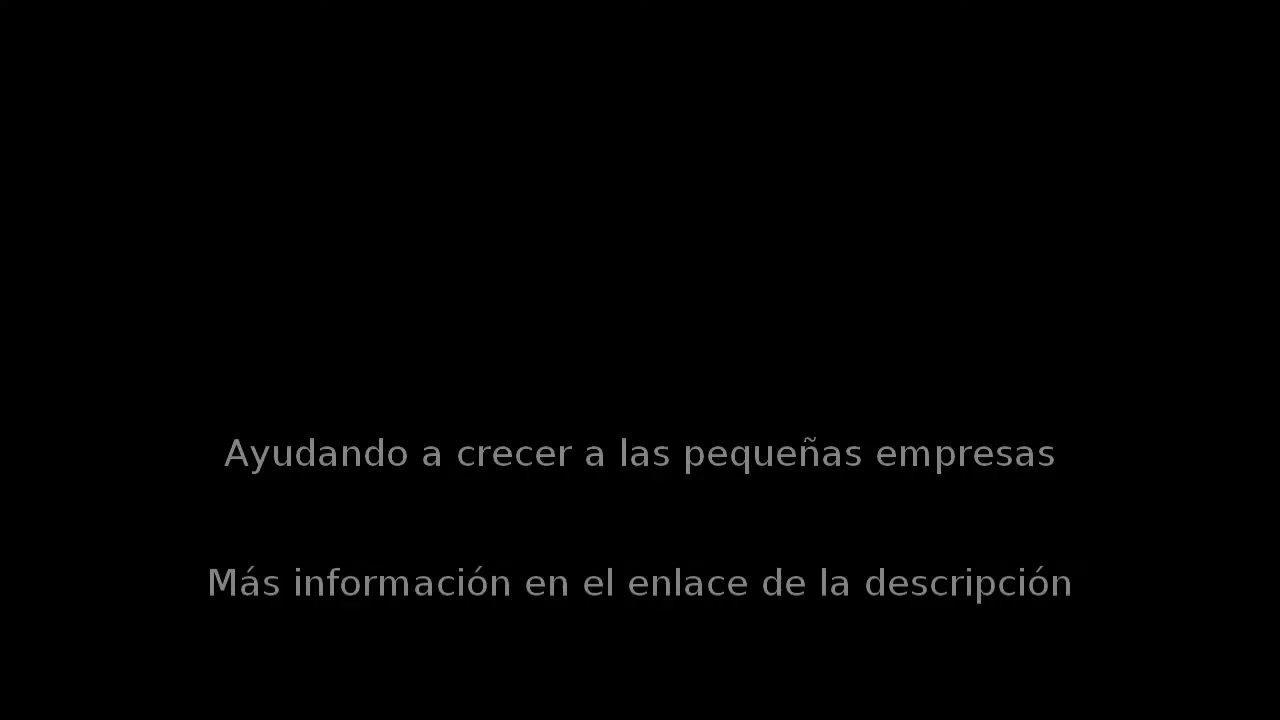 Ayudando a crecer a las pequeñas empresas
Más información en el enlace de la descripción